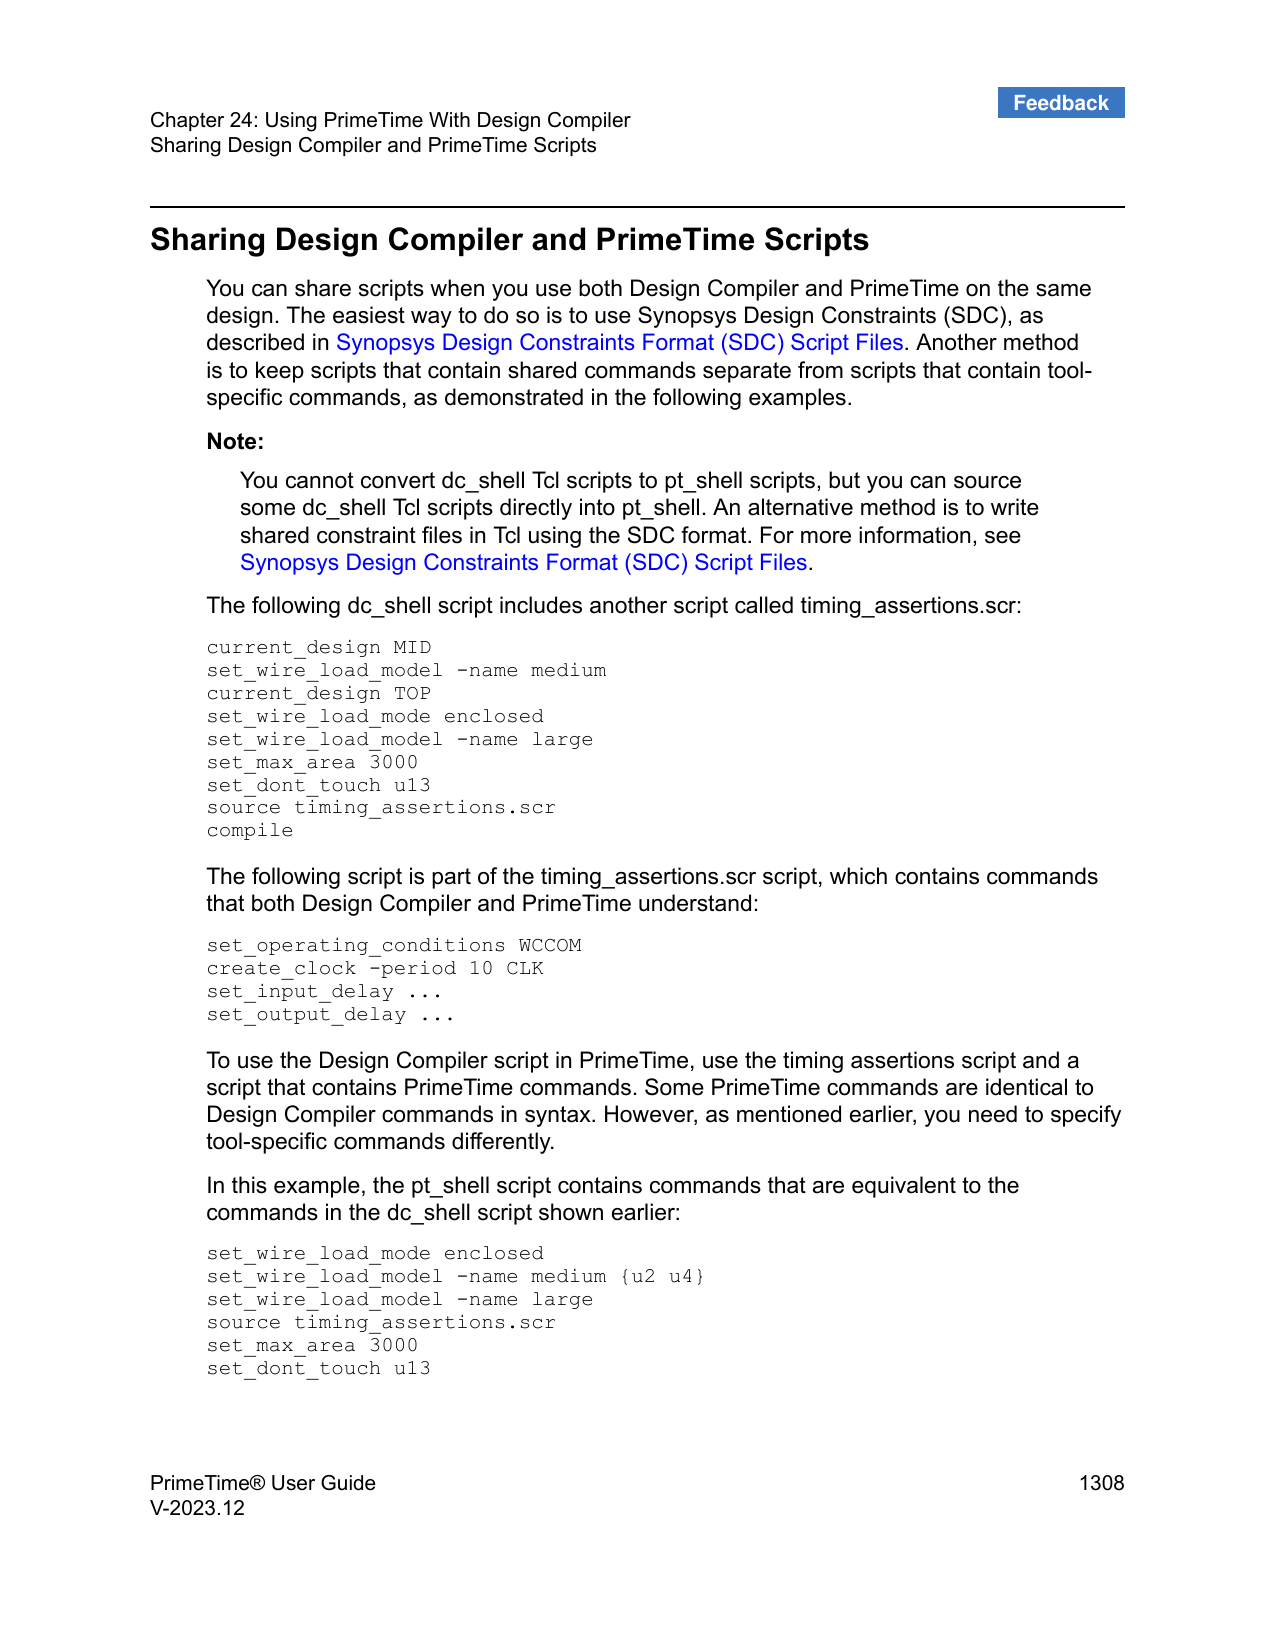 Feedback
Chapter 24: Using PrimeTime With Design Compiler
Sharing Design Compiler and PrimeTime Scripts
Sharing Design Compiler and PrimeTime Scripts
You can share scripts when you use both Design Compiler and PrimeTime on the same
design. The easiest way to do so is to use Synopsys Design Constraints (SDC), as
described in Synopsys Design Constraints Format (SDC) Script Files. Another method
is to keep scripts that contain shared commands separate from scripts that contain tool-
specific commands, as demonstrated in the following examples.
Note:
You cannot convert dc_shell Tcl scripts to pt_shell scripts, but you can source
some dc_shell Tcl scripts directly into pt_shell. An alternative method is to write
shared constraint files in Tcl using the SDC format. For more information, see
Synopsys Design Constraints Format (SDC) Script Files.
The following dc_shell script includes another script called timing_assertions.scr:
current_design MID
set_wire_load_model -name medium
current_design TOP
set_wire_load_mode enclosed
set_wire_load_model -name large
set_max_area 3000
set_dont_touch u13
source timing_assertions.scr
compile
The following script is part of the timing_assertions.scr script, which contains commands
that both Design Compiler and PrimeTime understand:
set_operating_conditions WCCOM
create_clock -period 10 CLK
set_input_delay ...
set_output_delay ...
To use the Design Compiler script in PrimeTime, use the timing assertions script and a
script that contains PrimeTime commands. Some PrimeTime commands are identical to
Design Compiler commands in syntax. However, as mentioned earlier, you need to specify
tool-specific commands differently.
In this example, the pt_shell script contains commands that are equivalent to the
commands in the dc_shell script shown earlier:
set_wire_load_mode enclosed
set_wire_load_model -name medium {u2 u4}
set_wire_load_model -name large
source timing_assertions.scr
set_max_area 3000
set_dont_touch u13
PrimeTime® User Guide
1308
V-2023.12